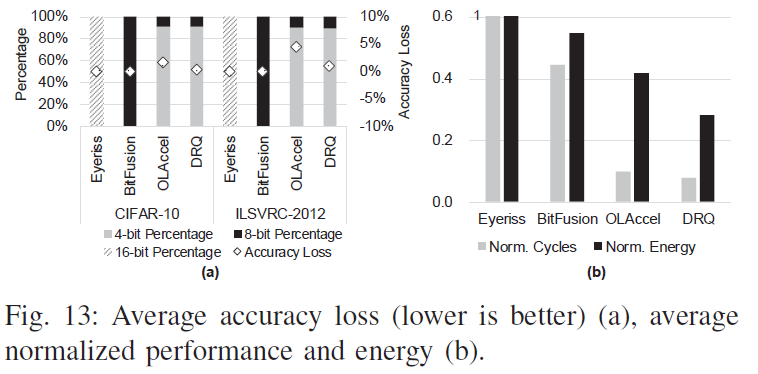 100%
80%
60%
40%
20%
0%
Percentage
10%
5%
0%
-5%
-10%
Accuracy Loss
Eyeriss
BitFusion
OLAccel
DRQ
Eyeriss
BitFusion
OLAccel
DRQ
CIFAR-10 ILSVRC-2012
4-bit Percentage 8-bit Percentage
16-bit Percentage Accuracy Loss
(a)
0.6
0.4
0.2
0.0
1
Eyeriss BitFusion OLAccel DRQ
Norm. Cycles Norm. Energy
(b)
Fig. 13: Average accuracy loss (lower is better) (a), average
normalized performance and energy (b).